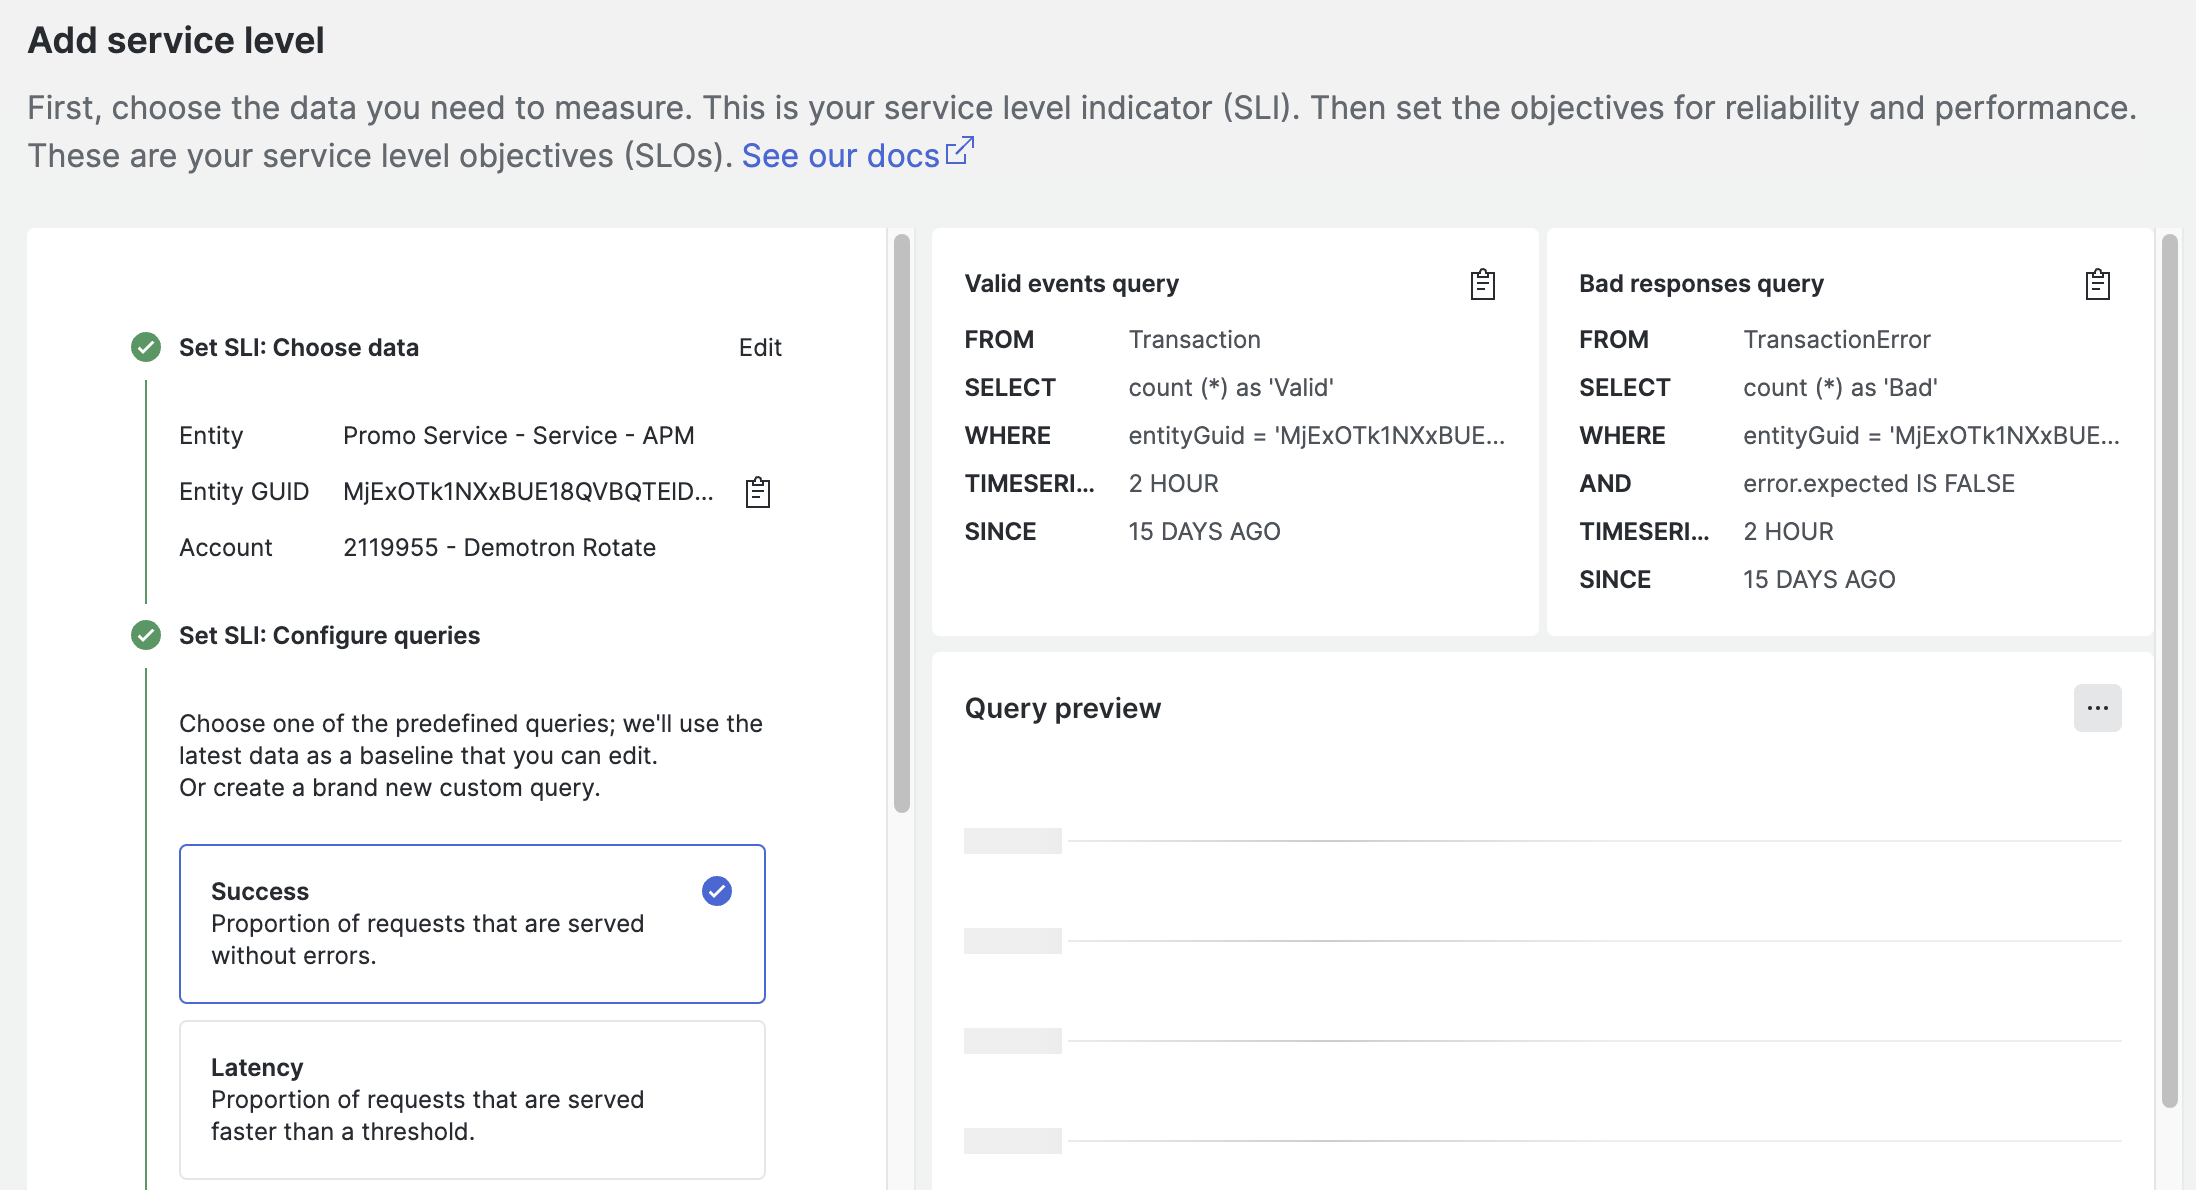 Add service level
First, choose the data you need to measure. This is your service level indicator (SLI). Then set the objectives for reliability and performance.
These are your service level objectives (SLOs). See our docs
Set SLI: Choose data
Edit
Entity Promo Service - Service - APM
Entity GUID MjExOTk1NXxBUE18QVBQTElD...
Account 2119955 - Demotron Rotate
Set SLI: Configure queries
Choose one of the predefined queries; we'll use the
latest data as a baseline that you can edit.
Or create a brand new custom query.
Success
Proportion of requests that are served
without errors.
Latency
Proportion of requests that are served
faster than a threshold.
Valid events query
FROM Transaction
SELECT count (*) as 'Valid'
WHERE entityGuid = 'MjExOTk1NXxBUE...
TIMESERI... 2 HOUR
SINCE 15 DAYS AGO
Bad responses query
FROM TransactionError
SELECT count (*) as 'Bad'
WHERE entityGuid = 'MjExOTk1NXxBUE...
AND error.expected IS FALSE
TIMESERI... 2 HOUR
SINCE 15 DAYS AGO
Query preview